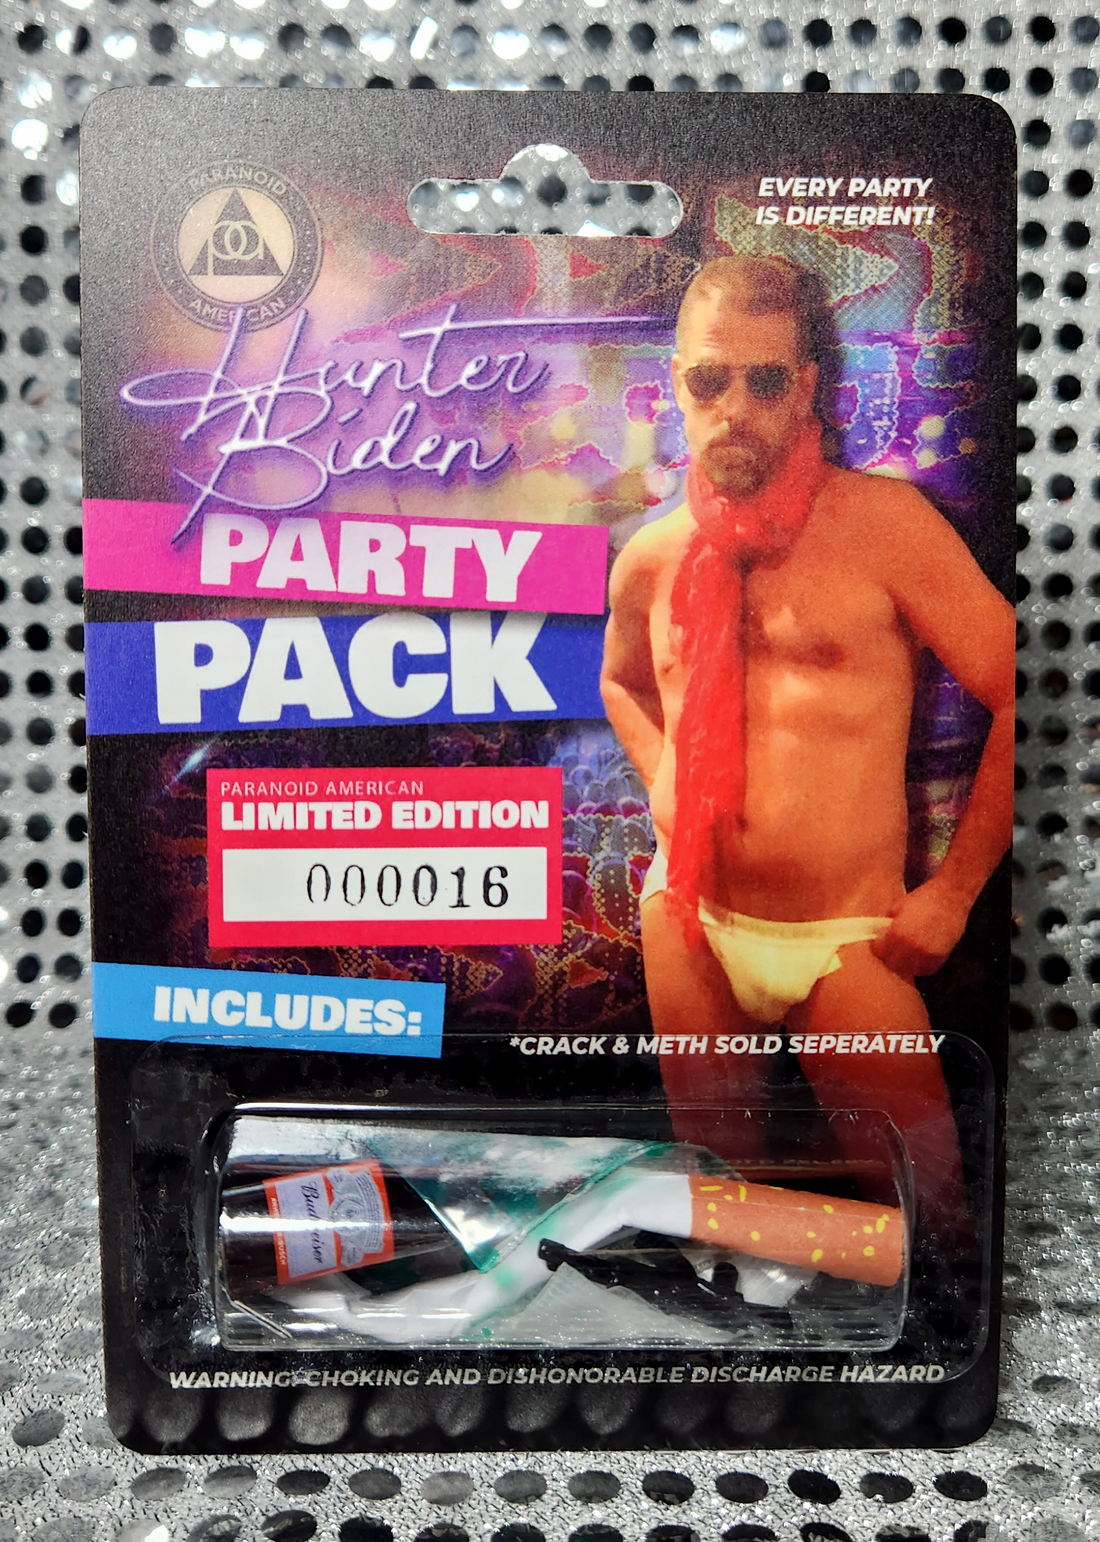 PARANOID
pa
AMERICAN
EVERY PARTY
IS DIFFERENT!
Hunter
Biden
PARTY
PACK
PARANOID AMERICAN
LIMITED EDITION
000016
INCLUDES:
*CRACK & METH SOLD SEPERATELY
Budweiser
WARNING: CHOKING AND DISHONORABLE DISCHARGE HAZARD